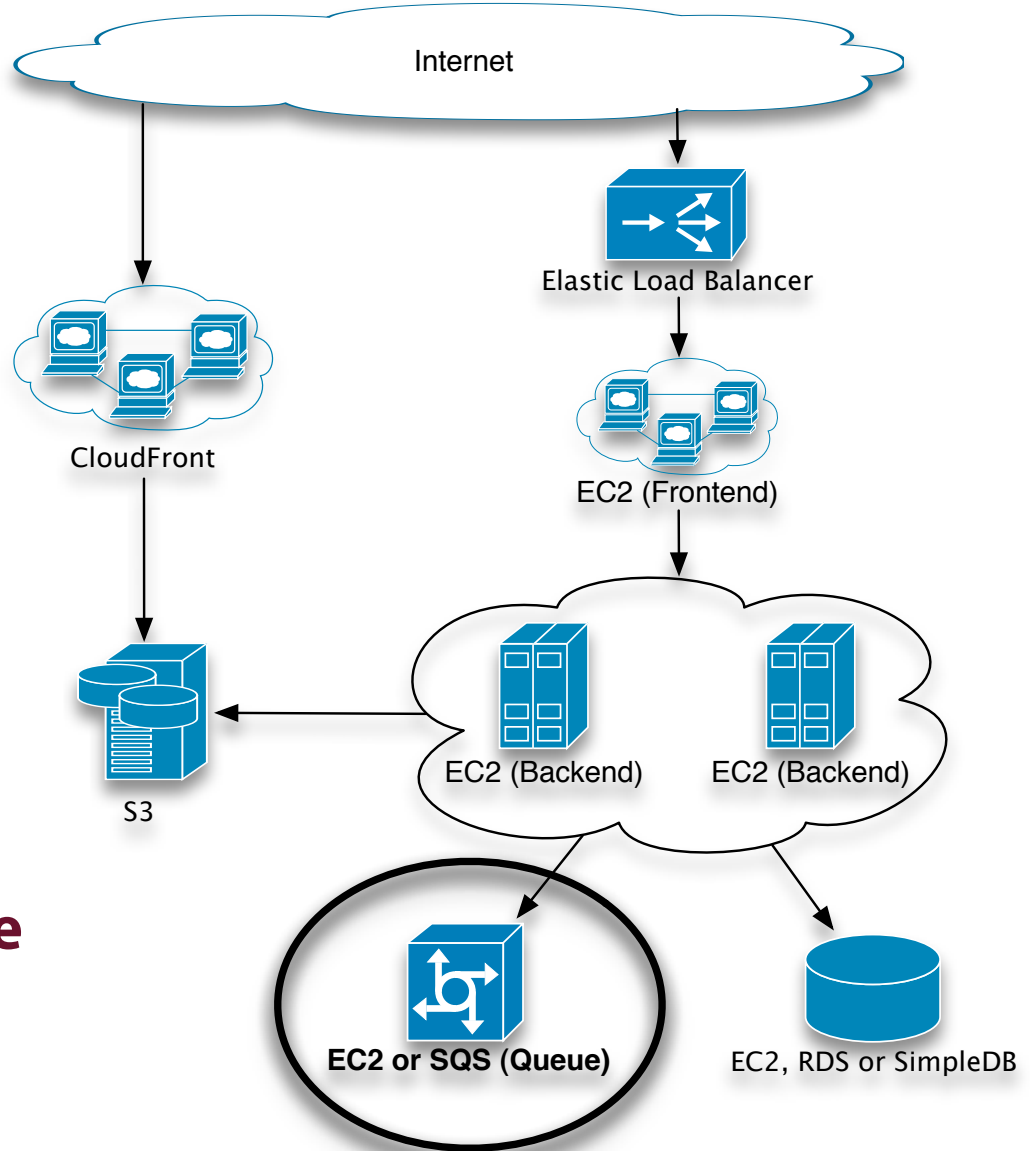 Internet
Elastic Load Balancer
CloudFront
EC2 (Frontend)
EC2 (Backend)
EC2 (Backend)
S3
e
EC2 or SQS (Queue)
EC2, RDS or SimpleDB